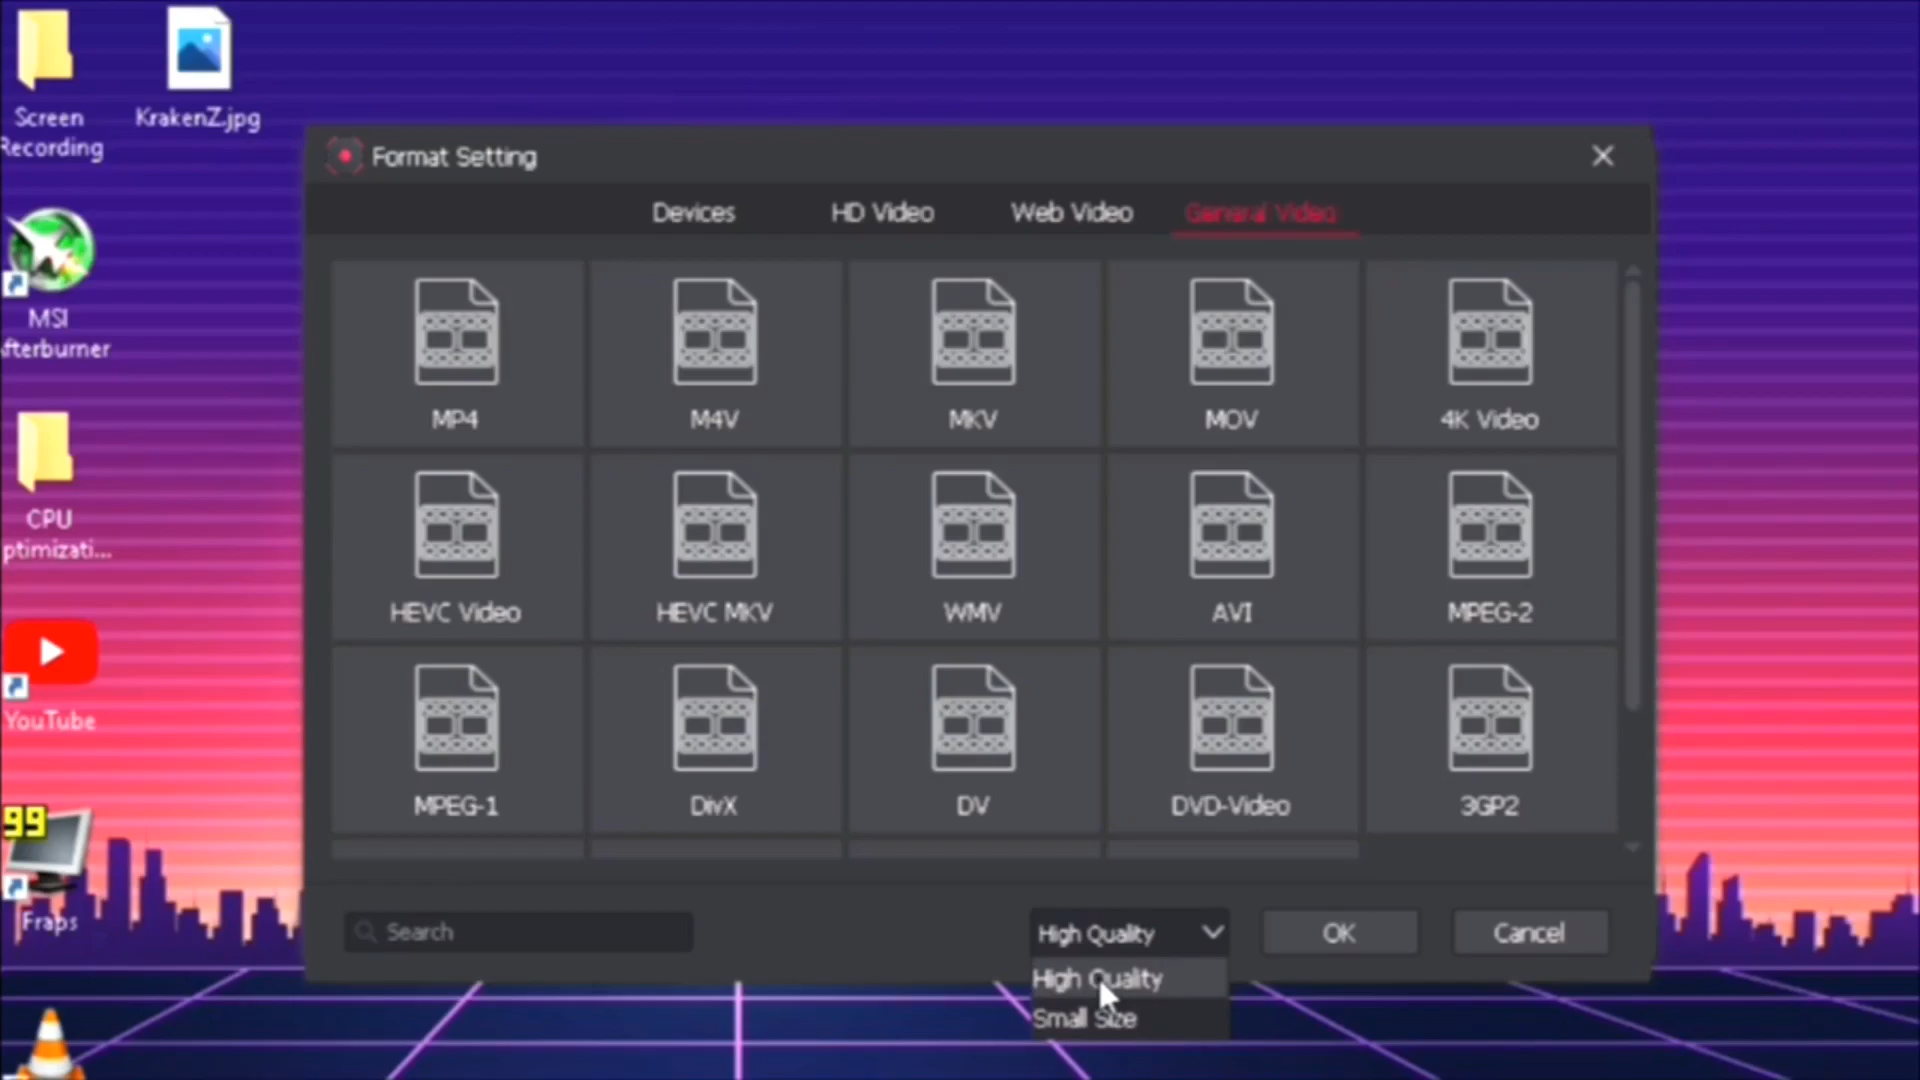 Screen
Recording
KrakenZ.jpg
MSI
fterburner
CPU
ptimizati...
YouTube
99
Fraps
Format Setting
Devices
HD Video
Web Video
General Video
MP4
M4V
MKV
MOV
4K Video
HEVC Video
HEVC MKV
WMV
AVI
MPEG-2
MPEG-1
DivX
DV
DVD-Video
3GP2
Search
High Quality
OK
Cancel
High Quality
Small Size